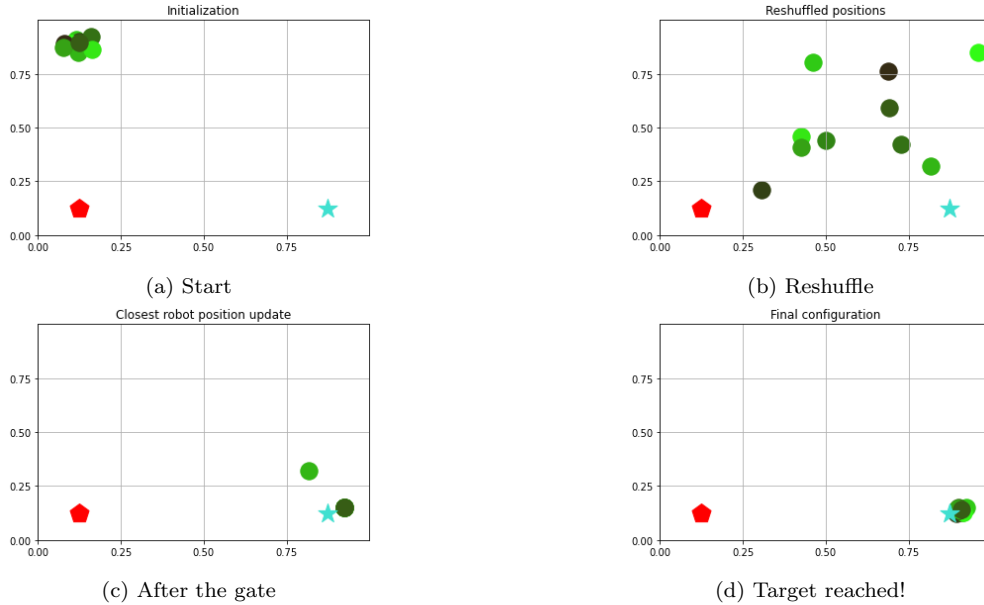 Initialization
0.75
0.50
0.25
0.00
0.00 0.25 0.50 0.75
(a) Start
Reshuffled positions
0.75
0.50
0.25
0.00
0.00 0.25 0.50 0.75
(b) Reshuffle
Closest robot position update
0.75
0.50
0.25
0.00
0.00 0.25 0.50 0.75
(c) After the gate
Final configuration
0.75
0.50
0.25
0.00
0.00 0.25 0.50 0.75
(d) Target reached!